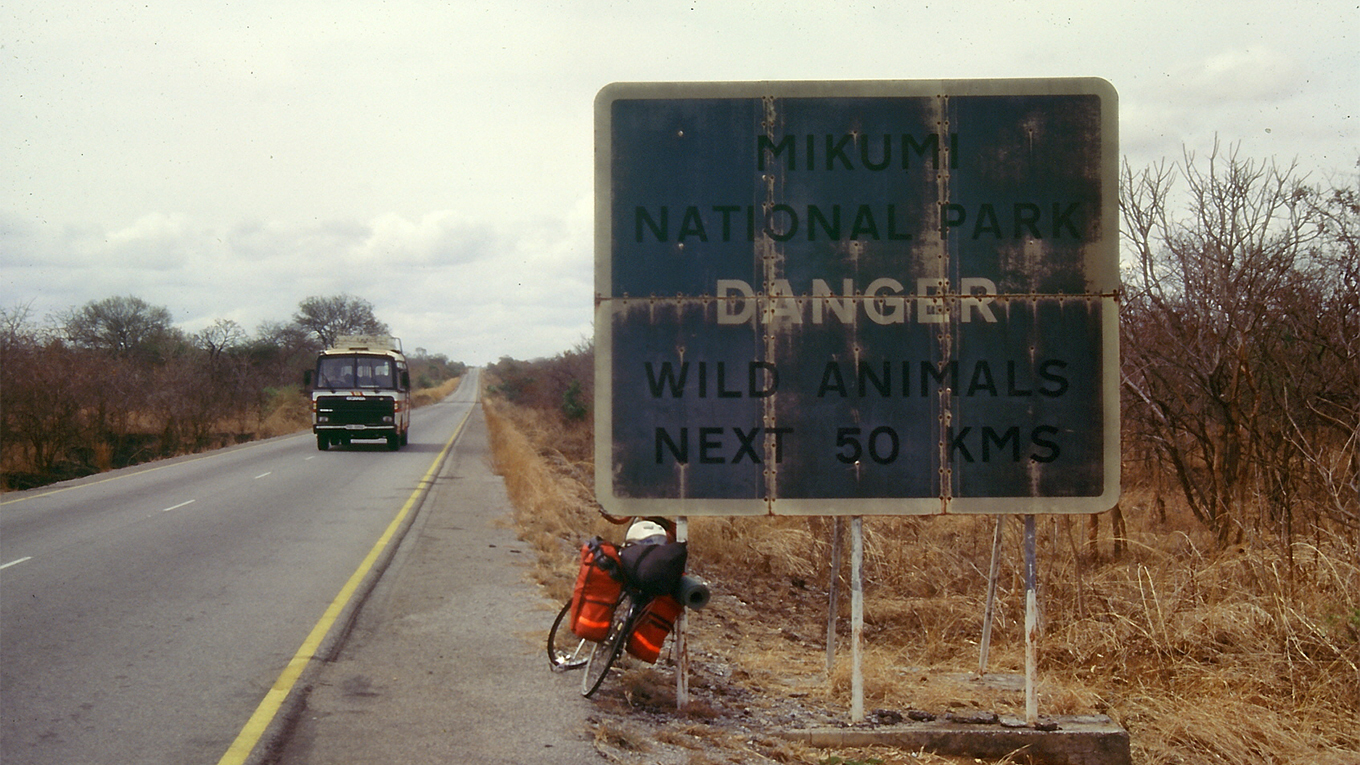 MIKUMI
NATIONAL PARK
DANGER
WILD ANIMALS
NEXT 50 KMS